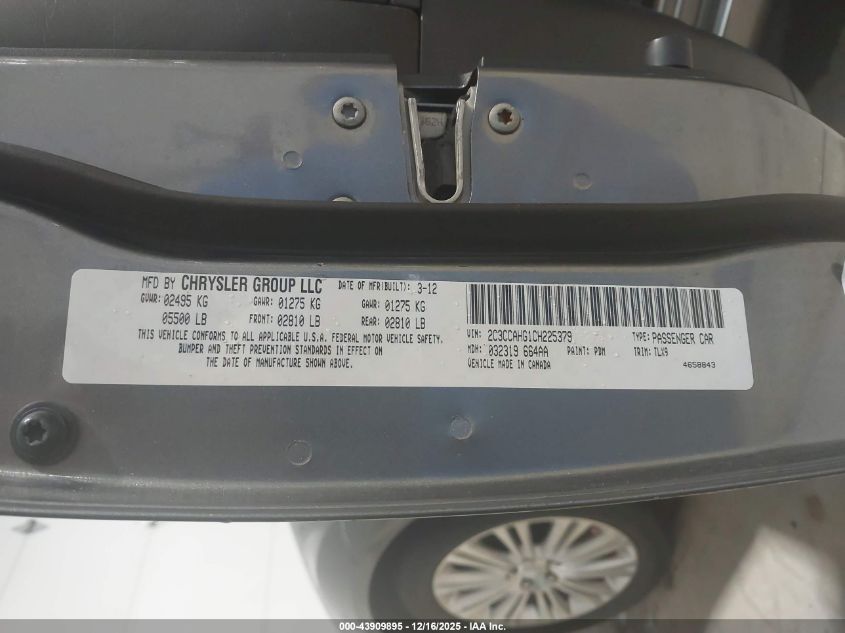 MFD BY CHRYSLER GROUP LLC DATE OF MFR(BUILT): 3-12
GVWR: 02495 KG GAWR: 01275 KG GAWR: 01275 KG
05500 LB FRONT: 02810 LB REAR: 02810 LB
THIS VEHICLE CONFORMS TO ALL APPLICABLE U.S.A. FEDERAL MOTOR VEHICLE SAFETY,
BUMPER AND THEFT PREVENTION STANDARDS IN EFFECT ON
THE DATE OF MANUFACTURE SHOWN ABOVE.
VIN: 2C3CCAHG1CH225379 TYPE: PASSENGER CAR
MDH: 032319 664AA PAINT: PDM TRIM: TLX9
VEHICLE MADE IN CANADA 4658843
000-43909895 - 12/16/2025 - IAA Inc.